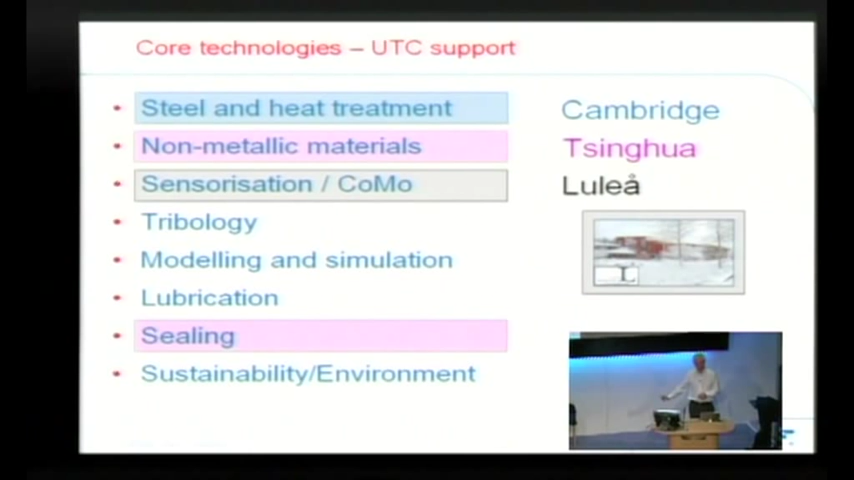 Core technologies – UTC support
• Steel and heat treatment
• Non-metallic materials
• Sensorisation / CoMo
• Tribology
• Modelling and simulation
• Lubrication
• Sealing
• Sustainability/Environment
Cambridge
Tsinghua
Luleå
L